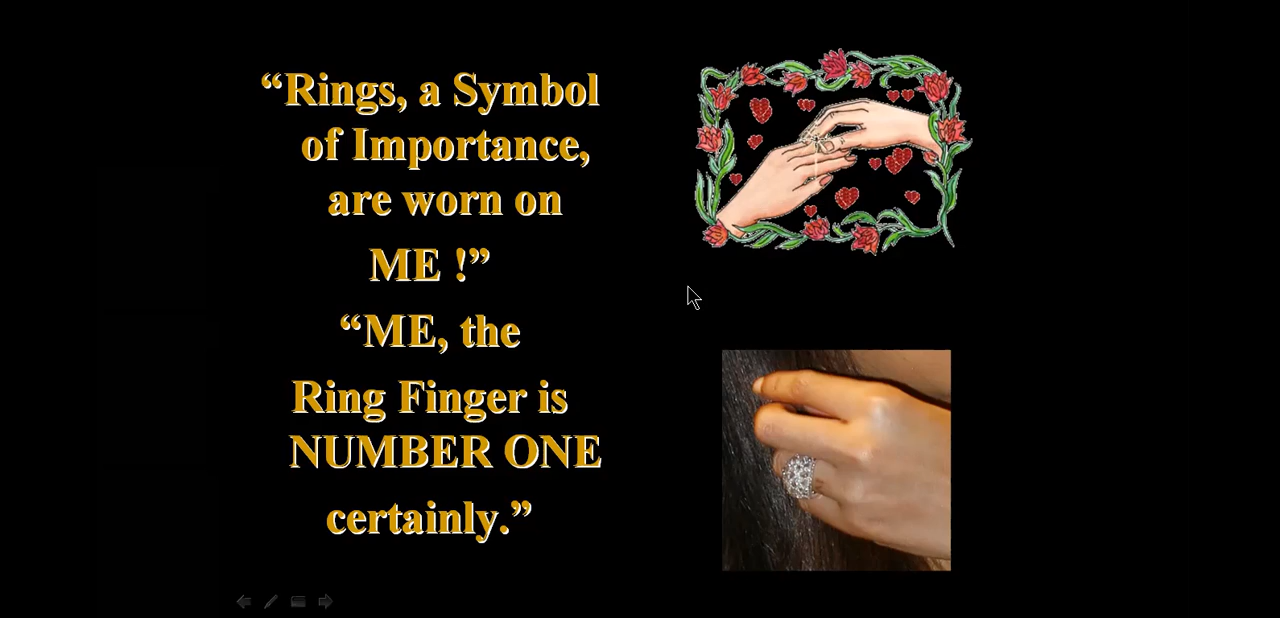 “Rings, a Symbol
of Importance,
are worn on
ME !”
“ME, the
Ring Finger is
NUMBER ONE
certainly.”